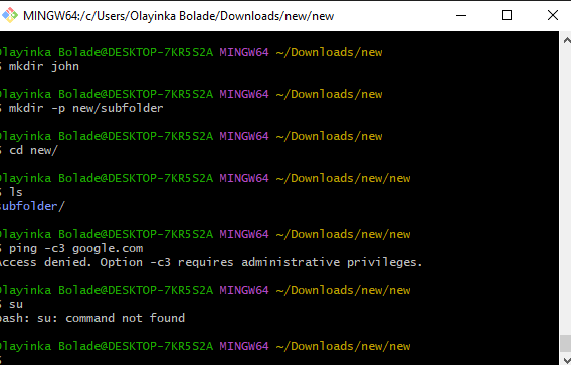 MINGW64:/c/Users/Olayinka Bolade/Downloads/new/new
Olayinka Bolade@DESKTOP-7KR5S2A MINGW64 ~/Downloads/new
$ mkdir john
Olayinka Bolade@DESKTOP-7KR5S2A MINGW64 ~/Downloads/new
$ mkdir -p new/subfolder
Olayinka Bolade@DESKTOP-7KR5S2A MINGW64 ~/Downloads/new
$ cd new/
Olayinka Bolade@DESKTOP-7KR5S2A MINGW64 ~/Downloads/new/new
$ ls
subfolder/
Olayinka Bolade@DESKTOP-7KR5S2A MINGW64 ~/Downloads/new/new
$ ping -c3 google.com
Access denied. Option -c3 requires administrative privileges.
Olayinka Bolade@DESKTOP-7KR5S2A MINGW64 ~/Downloads/new/new
$ su
bash: su: command not found
Olayinka Bolade@DESKTOP-7KR5S2A MINGW64 ~/Downloads/new/new
$